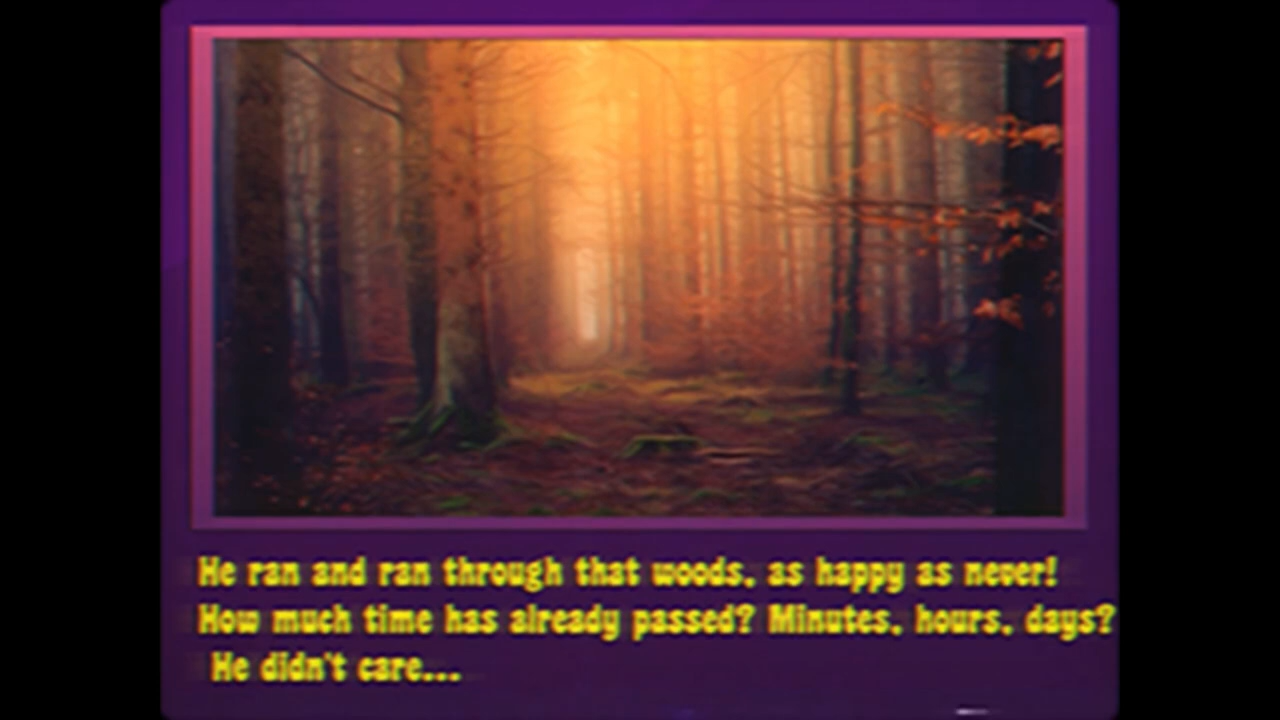 He ran and ran through that woods, as happy as never!
How much time has already passed? Minutes, hours, days?
He didn't care...